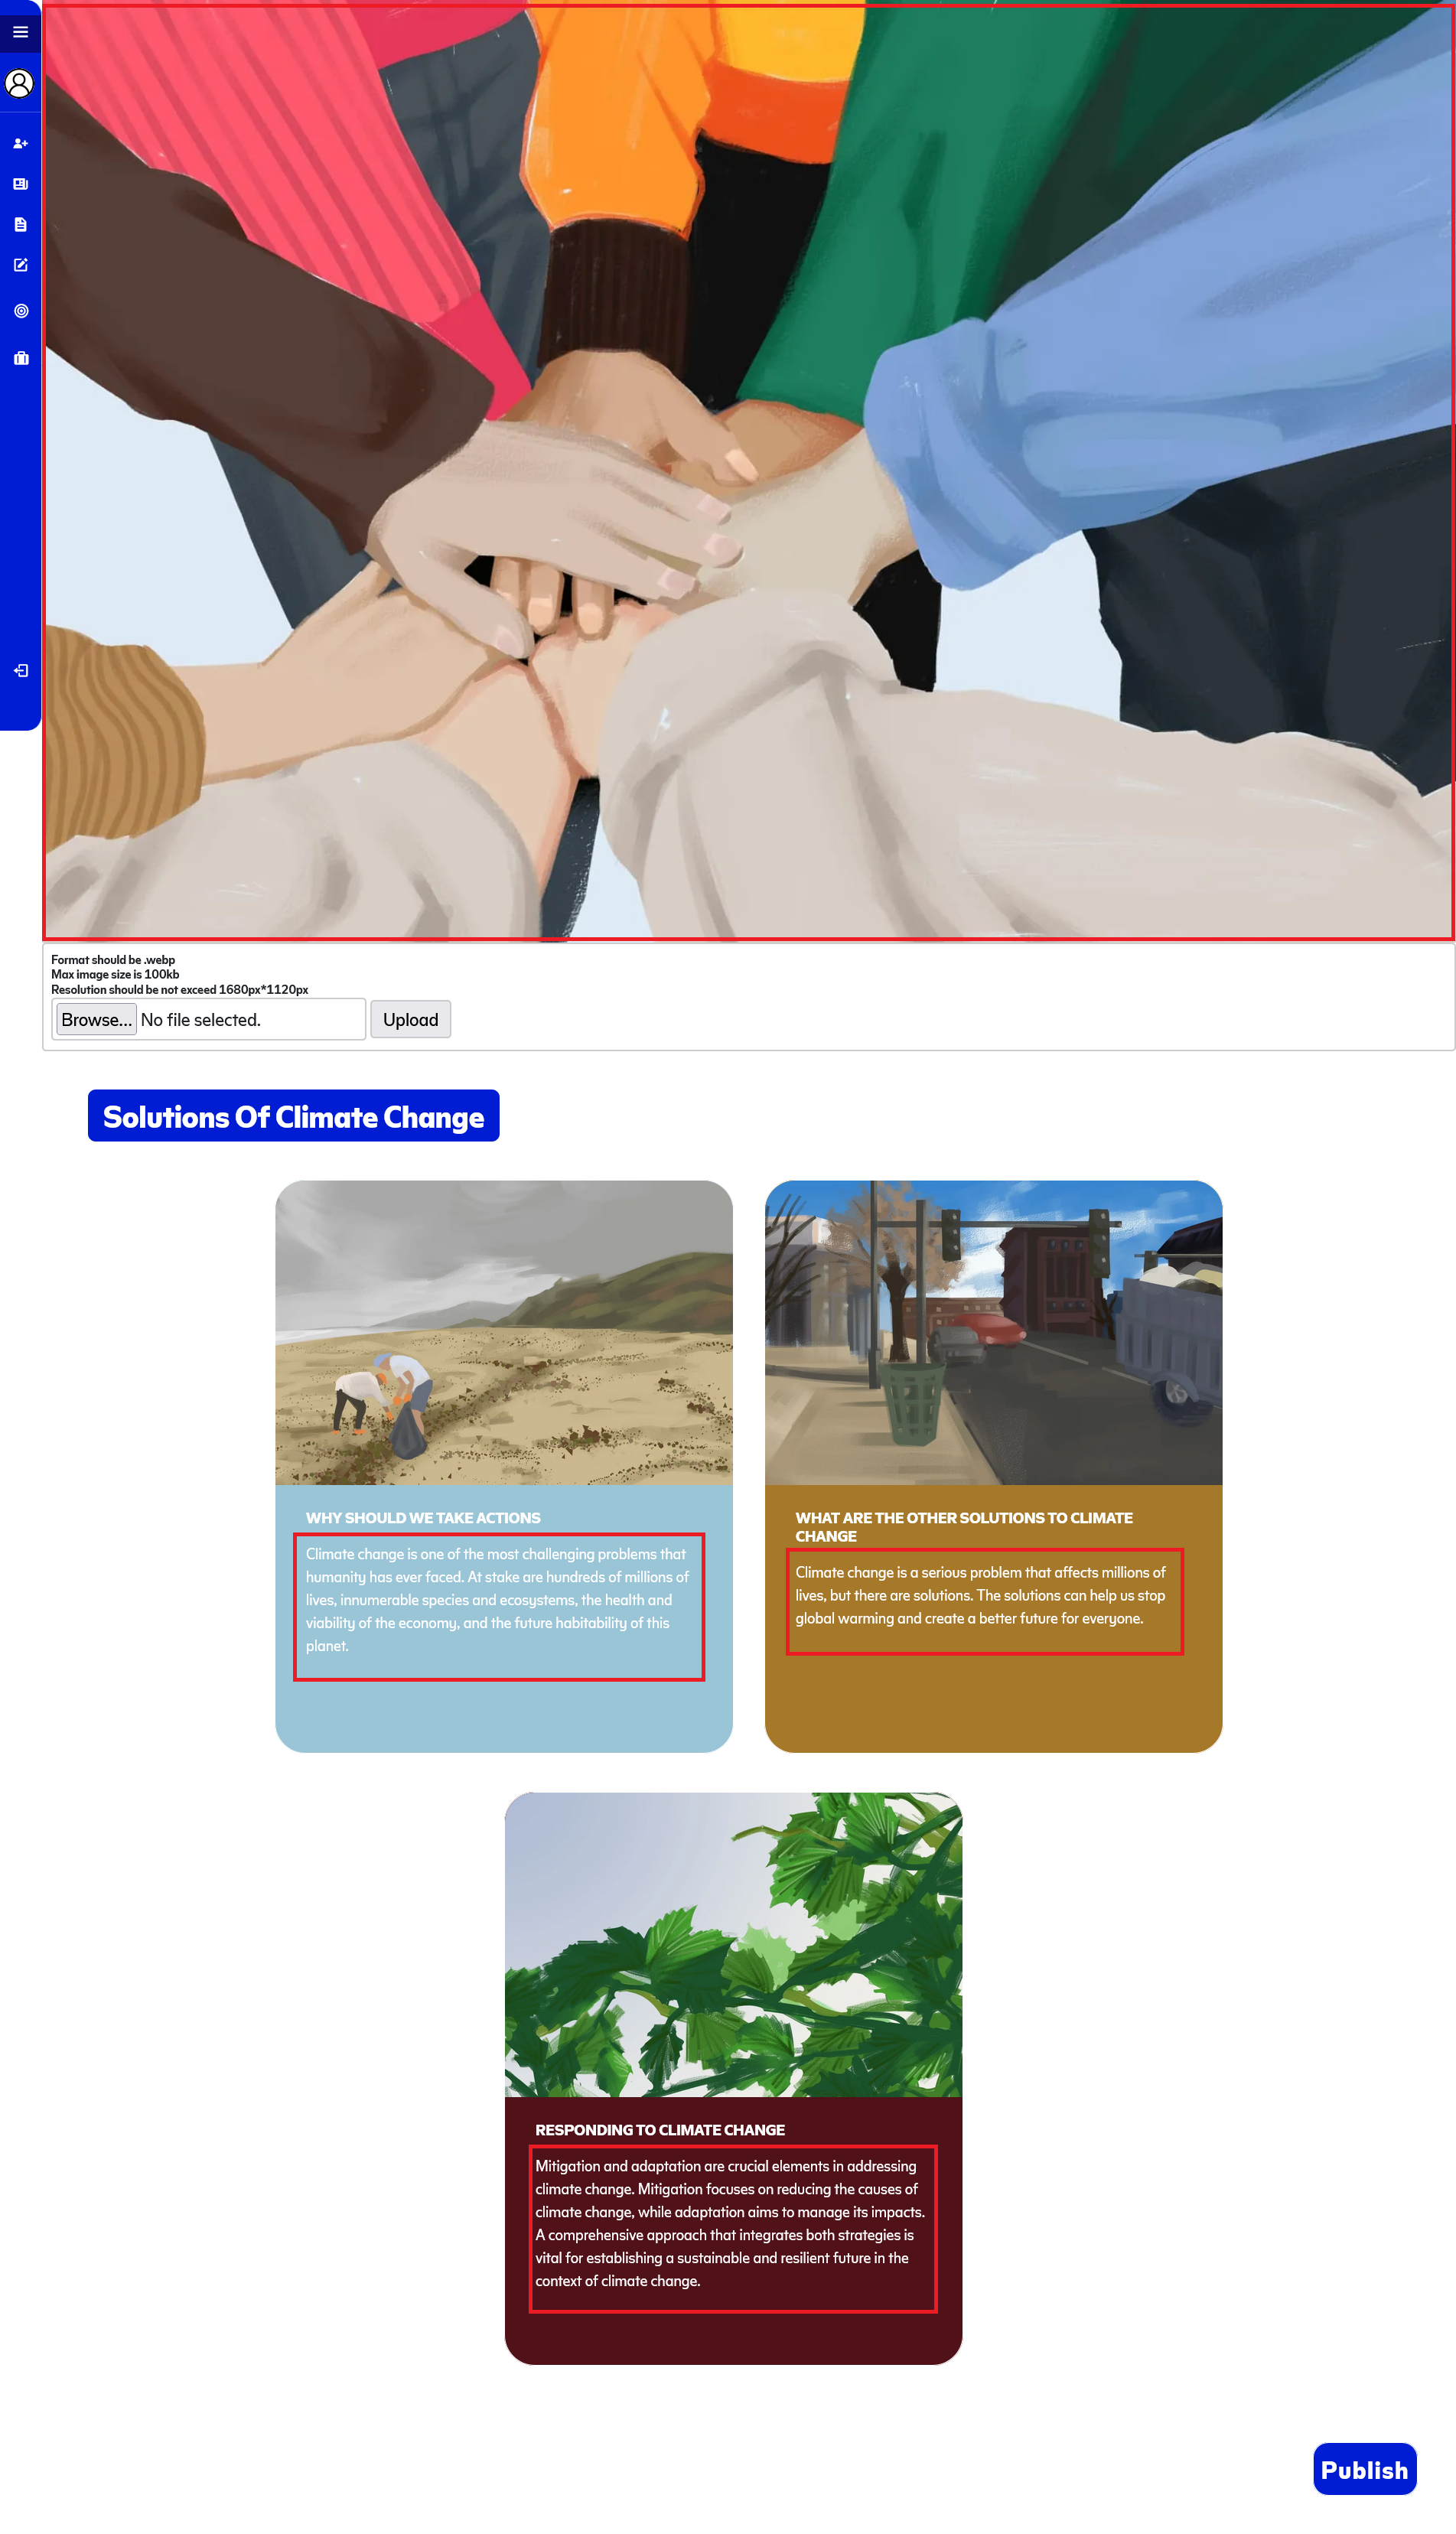 Format should be .webp
Max image size is 100kb
Resolution should be not exceed 1680px*1120px
Browse... No file selected. Upload
Solutions Of Climate Change
WHY SHOULD WE TAKE ACTIONS
Climate change is one of the most challenging problems that
humanity has ever faced. At stake are hundreds of millions of
lives, innumerable species and ecosystems, the health and
viability of the economy, and the future habitability of this
planet.
WHAT ARE THE OTHER SOLUTIONS TO CLIMATE
CHANGE
Climate change is a serious problem that affects millions of
lives, but there are solutions. The solutions can help us stop
global warming and create a better future for everyone.
RESPONDING TO CLIMATE CHANGE
Mitigation and adaptation are crucial elements in addressing
climate change. Mitigation focuses on reducing the causes of
climate change, while adaptation aims to manage its impacts.
A comprehensive approach that integrates both strategies is
vital for establishing a sustainable and resilient future in the
context of climate change.
Publish